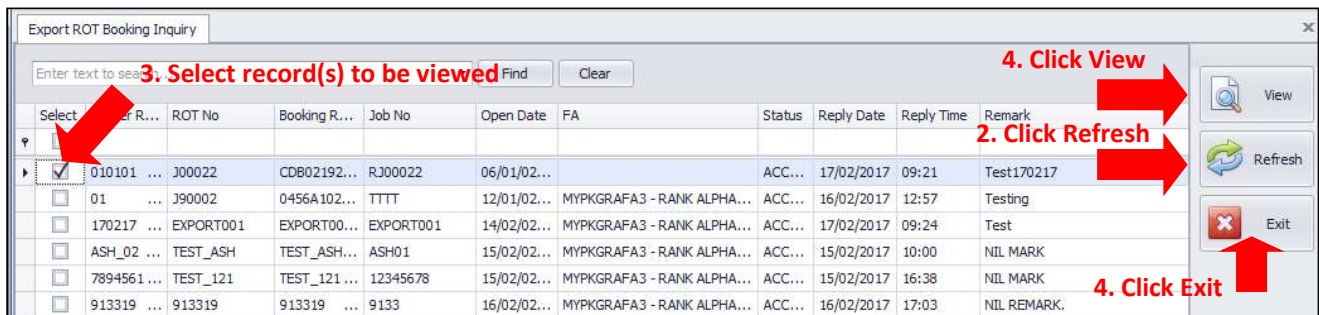 Export ROT Booking Inquiry
Enter text to search... Find Clear
3. Select record(s) to be viewed
4. Click View
View
Select R... ROT No Booking R... Job No Open Date FA Status Reply Date Reply Time Remark
2. Click Refresh
Refresh
010101 ... J00022 CDB02192... RJ00022 06/01/02... ACC... 17/02/2017 09:21 Test170217
01 ... J90002 0456A102... TTTT 12/01/02... MYPKGRAFA3 - RANK ALPHA... ACC... 16/02/2017 12:57 Testing
170217 ... EXPORT001 EXPORT00... EXPORT001 14/02/02... MYPKGRAFA3 - RANK ALPHA... ACC... 17/02/2017 09:24 Test
Exit
ASH_02 ... TEST_ASH TEST_ASH... ASH01 15/02/02... MYPKGRAFA3 - RANK ALPHA... ACC... 15/02/2017 10:00 NIL MARK
7894561 ... TEST_121 TEST_121 ... 12345678 15/02/02... MYPKGRAFA3 - RANK ALPHA... ACC... 15/02/2017 16:38 NIL MARK
4. Click Exit
913319 ... 913319 913319 ... 9133 16/02/02... MYPKGRAFA3 - RANK ALPHA... ACC... 16/02/2017 17:03 NIL REMARK.